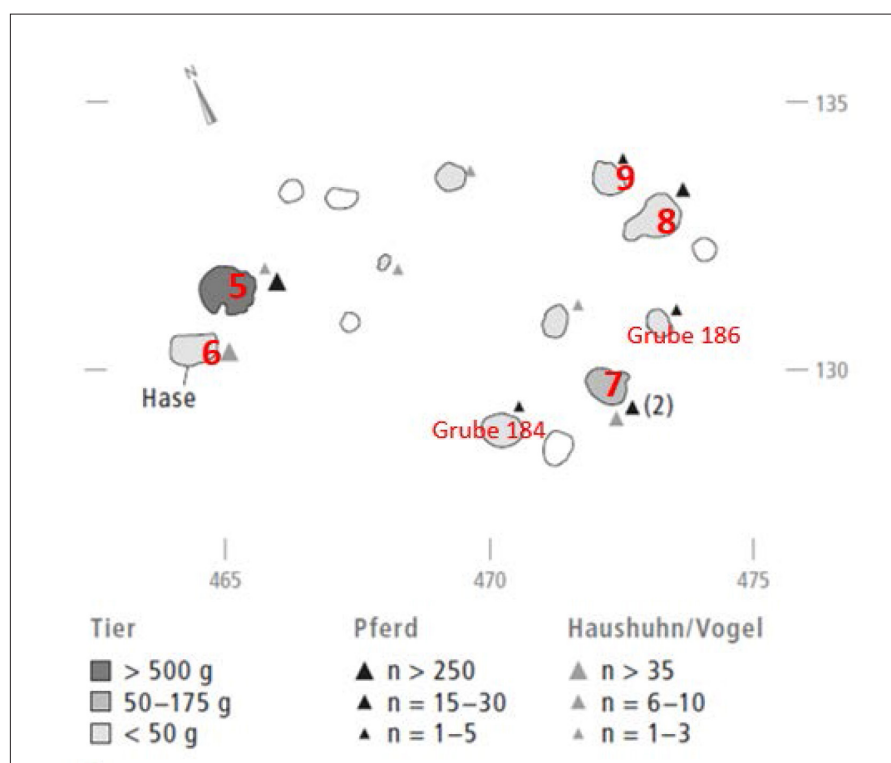 N
135
9
8
5
Grube 186
6
130
7
Hase
(2)
Grube 184
465 470 475
Tier Pferd Haushuhn/Vogel
> 500 g n > 250 n > 35
50–175 g n = 15–30 n = 6–10
< 50 g n = 1–5 n = 1–3